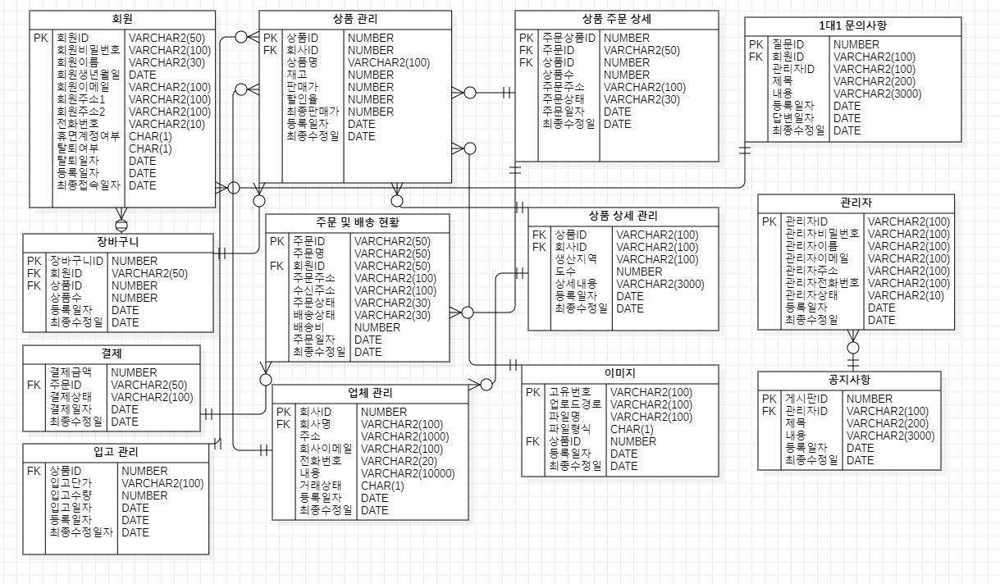 회원
PK 회원ID VARCHAR2(50)
회원비밀번호 VARCHAR2(100)
회원이름 VARCHAR2(30)
회원생년월일 DATE
회원이메일 VARCHAR2(100)
회원주소1 VARCHAR2(100)
회원주소2 VARCHAR2(100)
전화번호 VARCHAR2(10)
휴면계정여부 CHAR(1)
탈퇴여부 CHAR(1)
탈퇴일자 DATE
등록일자 DATE
최종접속일자 DATE
상품 관리
PK 상품ID NUMBER
FK 회사ID NUMBER
상품명 VARCHAR2(100)
재고 NUMBER
판매가 NUMBER
할인율 NUMBER
최종판매가 NUMBER
등록일자 DATE
최종수정일 DATE
상품 주문 상세
PK 주문상품ID NUMBER
FK 주문ID VARCHAR2(50)
FK 상품ID NUMBER
상품수 NUMBER
주문주소 VARCHAR2(100)
주문상태 VARCHAR2(30)
주문일자 DATE
최종수정일 DATE
1대1 문의사항
PK 질문ID NUMBER
FK 회원ID VARCHAR2(100)
관리자ID VARCHAR2(100)
제목 VARCHAR2(200)
내용 VARCHAR2(3000)
등록일자 DATE
답변일자 DATE
최종수정일 DATE
장바구니
PK 장바구니ID NUMBER
FK 회원ID VARCHAR2(50)
FK 상품ID NUMBER
상품수 NUMBER
등록일자 DATE
최종수정일 DATE
주문 및 배송 현황
PK 주문ID VARCHAR2(50)
주문명 VARCHAR2(50)
FK 회원ID VARCHAR2(50)
주문주소 VARCHAR2(100)
수신주소 VARCHAR2(100)
주문상태 VARCHAR2(30)
배송상태 VARCHAR2(30)
배송비 NUMBER
주문일자 DATE
최종수정일 DATE
상품 상세 관리
FK 상품ID VARCHAR2(100)
FK 회사ID VARCHAR2(100)
생산지역 VARCHAR2(100)
도수 NUMBER
상세내용 VARCHAR2(3000)
등록일자 DATE
최종수정일 DATE
관리자
PK 관리자ID VARCHAR2(100)
관리자비밀번호 VARCHAR2(100)
관리자이름 VARCHAR2(100)
관리자이메일 VARCHAR2(100)
관리자주소 VARCHAR2(100)
관리자전화번호 VARCHAR2(100)
관리자상태 VARCHAR2(10)
등록일자 DATE
최종수정일 DATE
결제
결제금액 NUMBER
FK 주문ID VARCHAR2(50)
결제상태 VARCHAR2(100)
결제일자 DATE
최종수정일 DATE
업체 관리
PK 회사ID NUMBER
FK 회사명 VARCHAR2(100)
주소 VARCHAR2(1000)
회사이메일 VARCHAR2(100)
전화번호 VARCHAR2(20)
내용 VARCHAR2(10000)
거래상태 CHAR(1)
등록일자 DATE
최종수정일 DATE
이미지
PK 고유번호 VARCHAR2(100)
업로드경로 VARCHAR2(100)
파일명 VARCHAR2(100)
파일형식 CHAR(1)
FK 상품ID NUMBER
등록일자 DATE
최종수정일 DATE
공지사항
PK 게시판ID NUMBER
FK 관리자ID VARCHAR2(100)
제목 VARCHAR2(200)
내용 VARCHAR2(3000)
등록일자 DATE
최종수정일 DATE
입고 관리
FK 상품ID NUMBER
입고단가 VARCHAR2(100)
입고수량 NUMBER
입고일자 DATE
등록일자 DATE
최종수정일자 DATE